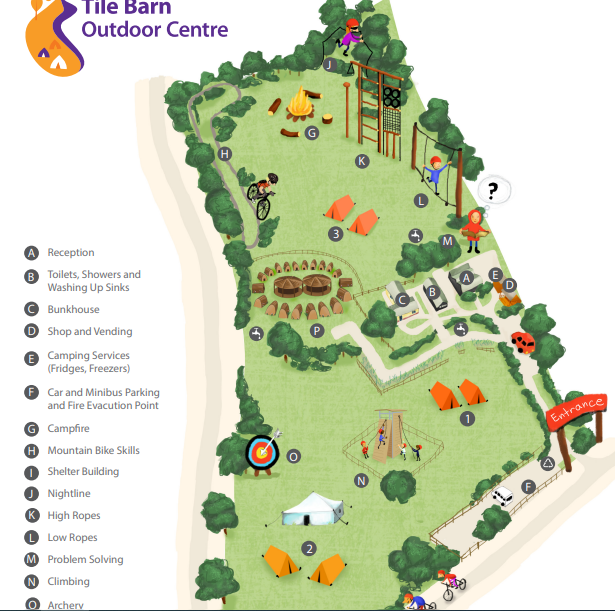 Tile Barn
Outdoor Centre
A Reception
B Toilets, Showers and
Washing Up Sinks
C Bunkhouse
D Shop and Vending
E Camping Services
(Fridges, Freezers)
F Car and Minibus Parking
and Fire Evacution Point
G Campfire
H Mountain Bike Skills
I Shelter Building
J Nightline
K High Ropes
L Low Ropes
M Problem Solving
N Climbing
O Archery
J
G
H
K
L
?
3
M
A
E
B
D
C
P
Entrance
1
O
N
F
2